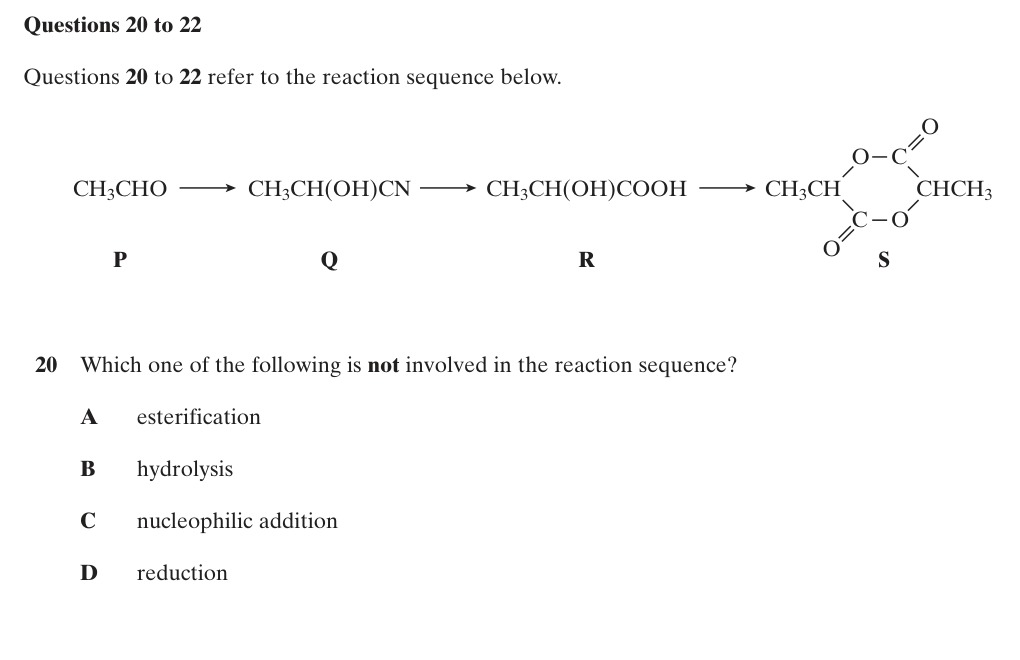 Questions 20 to 22
Questions 20 to 22 refer to the reaction sequence below.
CH₃CHO ⟶ CH₃CH(OH)CN ⟶ CH₃CH(OH)COOH ⟶ CH₃CH O–C O CHCH₃ C–O O
P Q R S
20 Which one of the following is not involved in the reaction sequence?
A esterification
B hydrolysis
C nucleophilic addition
D reduction